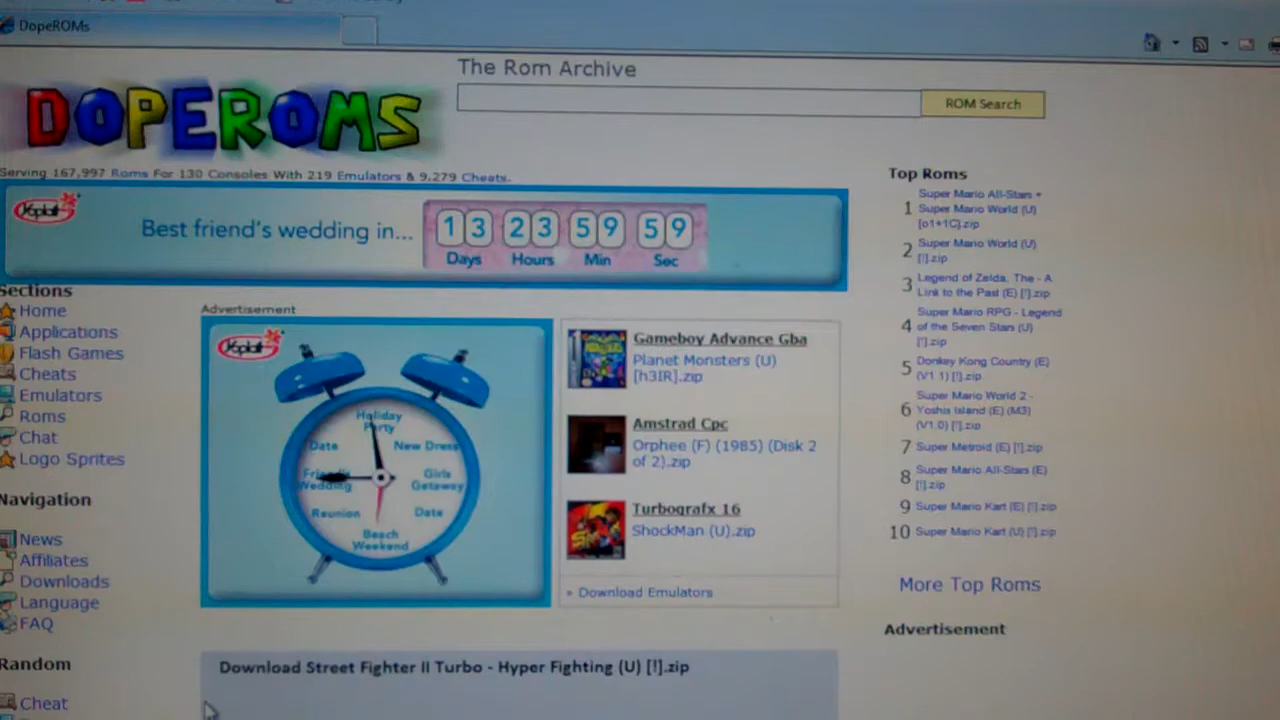 DopeROMs
The Rom Archive
ROM Search
DOPEROMS
Serving 167,997 Roms For 130 Consoles With 219 Emulators & 9,279 Cheats.
Yoplait
Best friend's wedding in...
13 23 59 59
Days Hours Min Sec
Sections
Home
Applications
Flash Games
Cheats
Emulators
Roms
Chat
Logo Sprites
Navigation
News
Affiliates
Downloads
Language
FAQ
Random
Cheat
Advertisement
Yoplait
Holiday
Party
Date
New Dress
Friend's
Wedding
Girls
Getaway
Reunion
Date
Beach
Weekend
Gameboy Advance Gba
Planet Monsters (U)
[h3IR].zip
Amstrad Cpc
Orphee (F) (1985) (Disk 2
of 2).zip
Turbografx 16
ShockMan (U).zip
» Download Emulators
Download Street Fighter II Turbo - Hyper Fighting (U) [!].zip
Top Roms
1 Super Mario All-Stars +
Super Mario World (U)
[o1+1C].zip
2 Super Mario World (U)
[!].zip
3 Legend of Zelda, The - A
Link to the Past (E) [!].zip
4 Super Mario RPG - Legend
of the Seven Stars (U)
[!].zip
5 Donkey Kong Country (E)
(V1.1) [!].zip
6 Super Mario World 2 -
Yoshis Island (E) (M3)
(V1.0) [!].zip
7 Super Metroid (E) [!].zip
8 Super Mario All-Stars (E)
[!].zip
9 Super Mario Kart (E) [!].zip
10 Super Mario Kart (U) [!].zip
More Top Roms
Advertisement